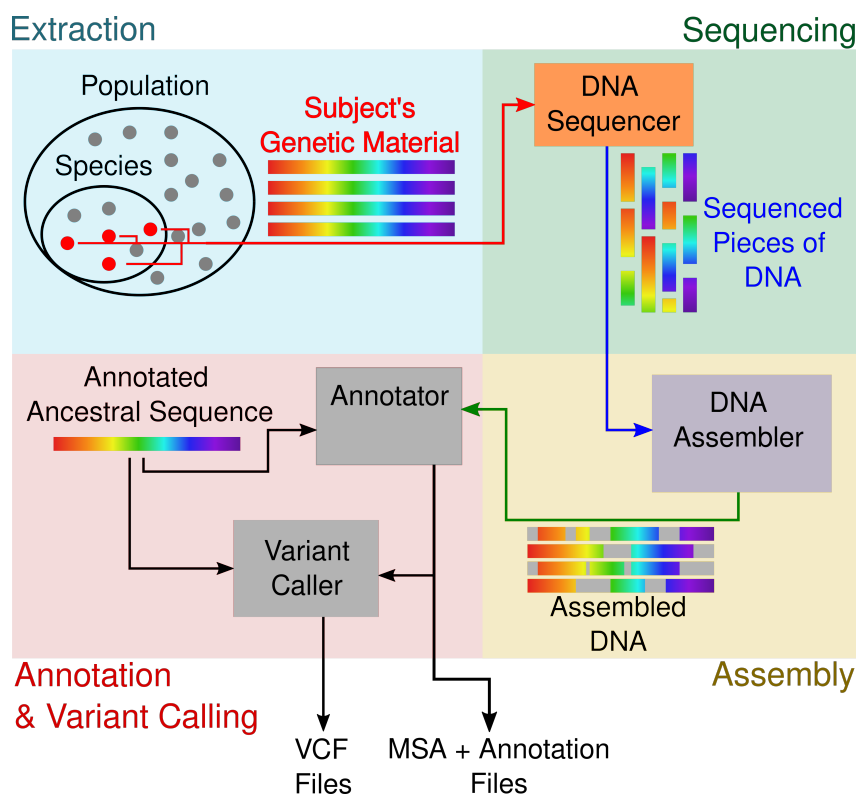 Extraction
Sequencing
Population
Species
Subject's
Genetic Material
DNA
Sequencer
Sequenced
Pieces of
DNA
Annotated
Ancestral Sequence
Annotator
DNA
Assembler
Variant
Caller
Assembled
DNA
Annotation
& Variant Calling
Assembly
VCF
Files
MSA + Annotation
Files